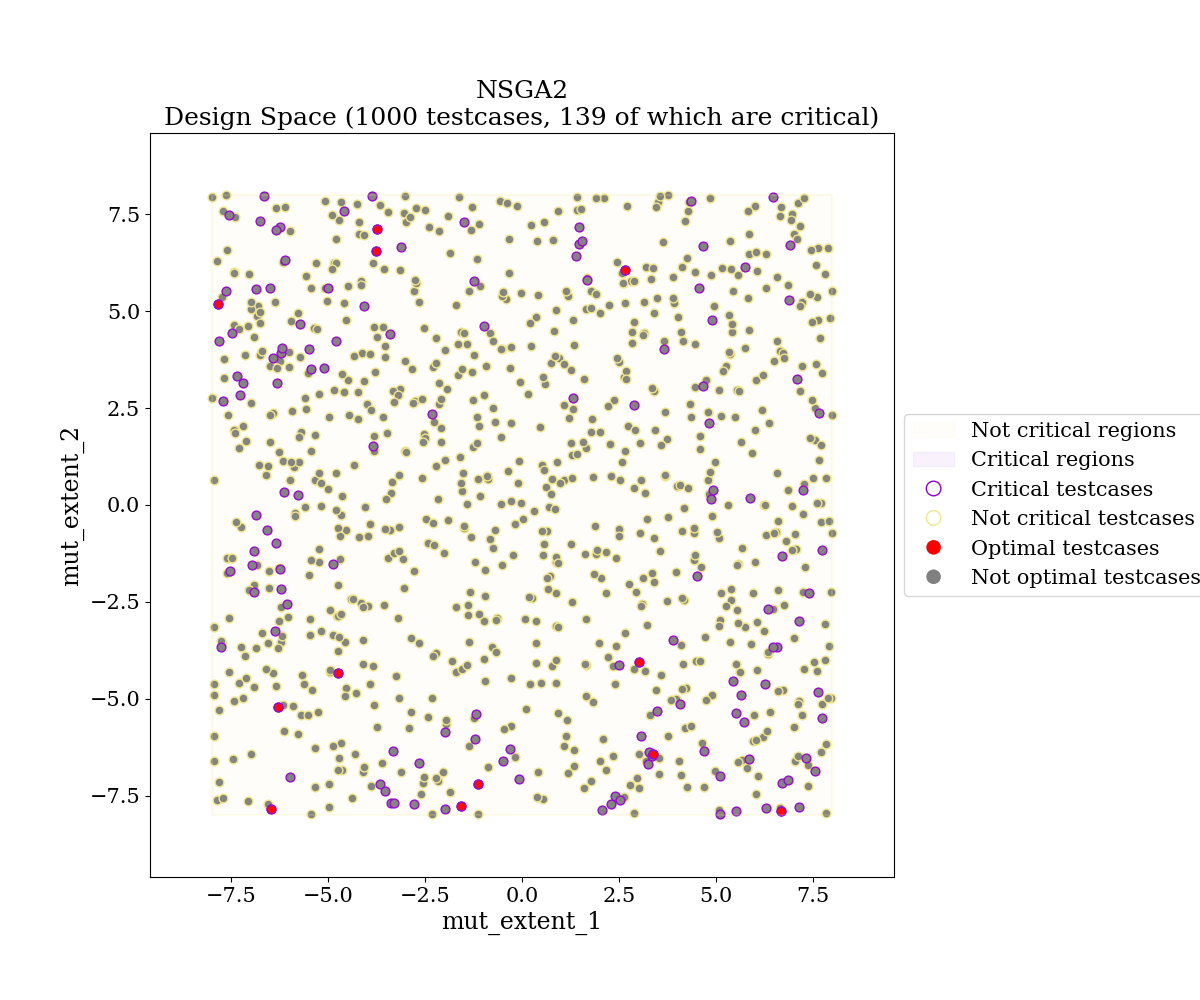 NSGA2
Design Space (1000 testcases, 139 of which are critical)
7.5
5.0
2.5
0.0
−2.5
−5.0
−7.5
mut_extent_2
−7.5 −5.0 −2.5 0.0 2.5 5.0 7.5
mut_extent_1
Not critical regions
Critical regions
Critical testcases
Not critical testcases
Optimal testcases
Not optimal testcases